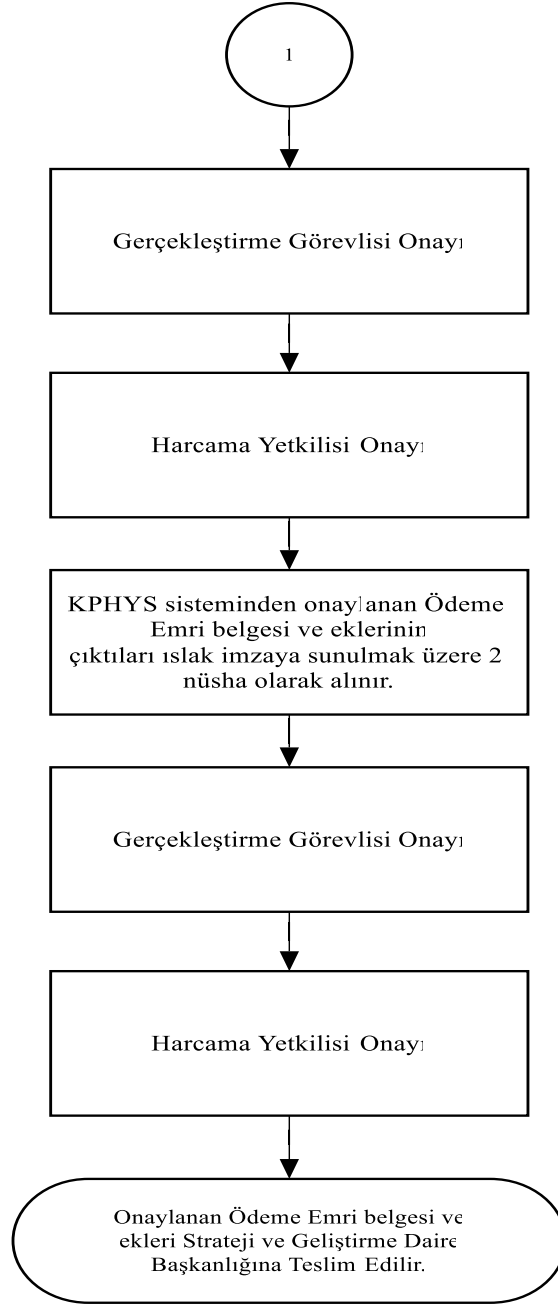 1
Gerçekleştirme Görevlisi Onayı
Harcama Yetkilisi Onayı
KPHYS sisteminden onaylanan Ödeme
Emri belgesi ve eklerinin
çıktıları ıslak imzaya sunulmak üzere 2
nüsha olarak alınır.
Gerçekleştirme Görevlisi Onayı
Harcama Yetkilisi Onayı
Onaylanan Ödeme Emri belgesi ve
ekleri Strateji ve Geliştirme Daire
Başkanlığına Teslim Edilir.